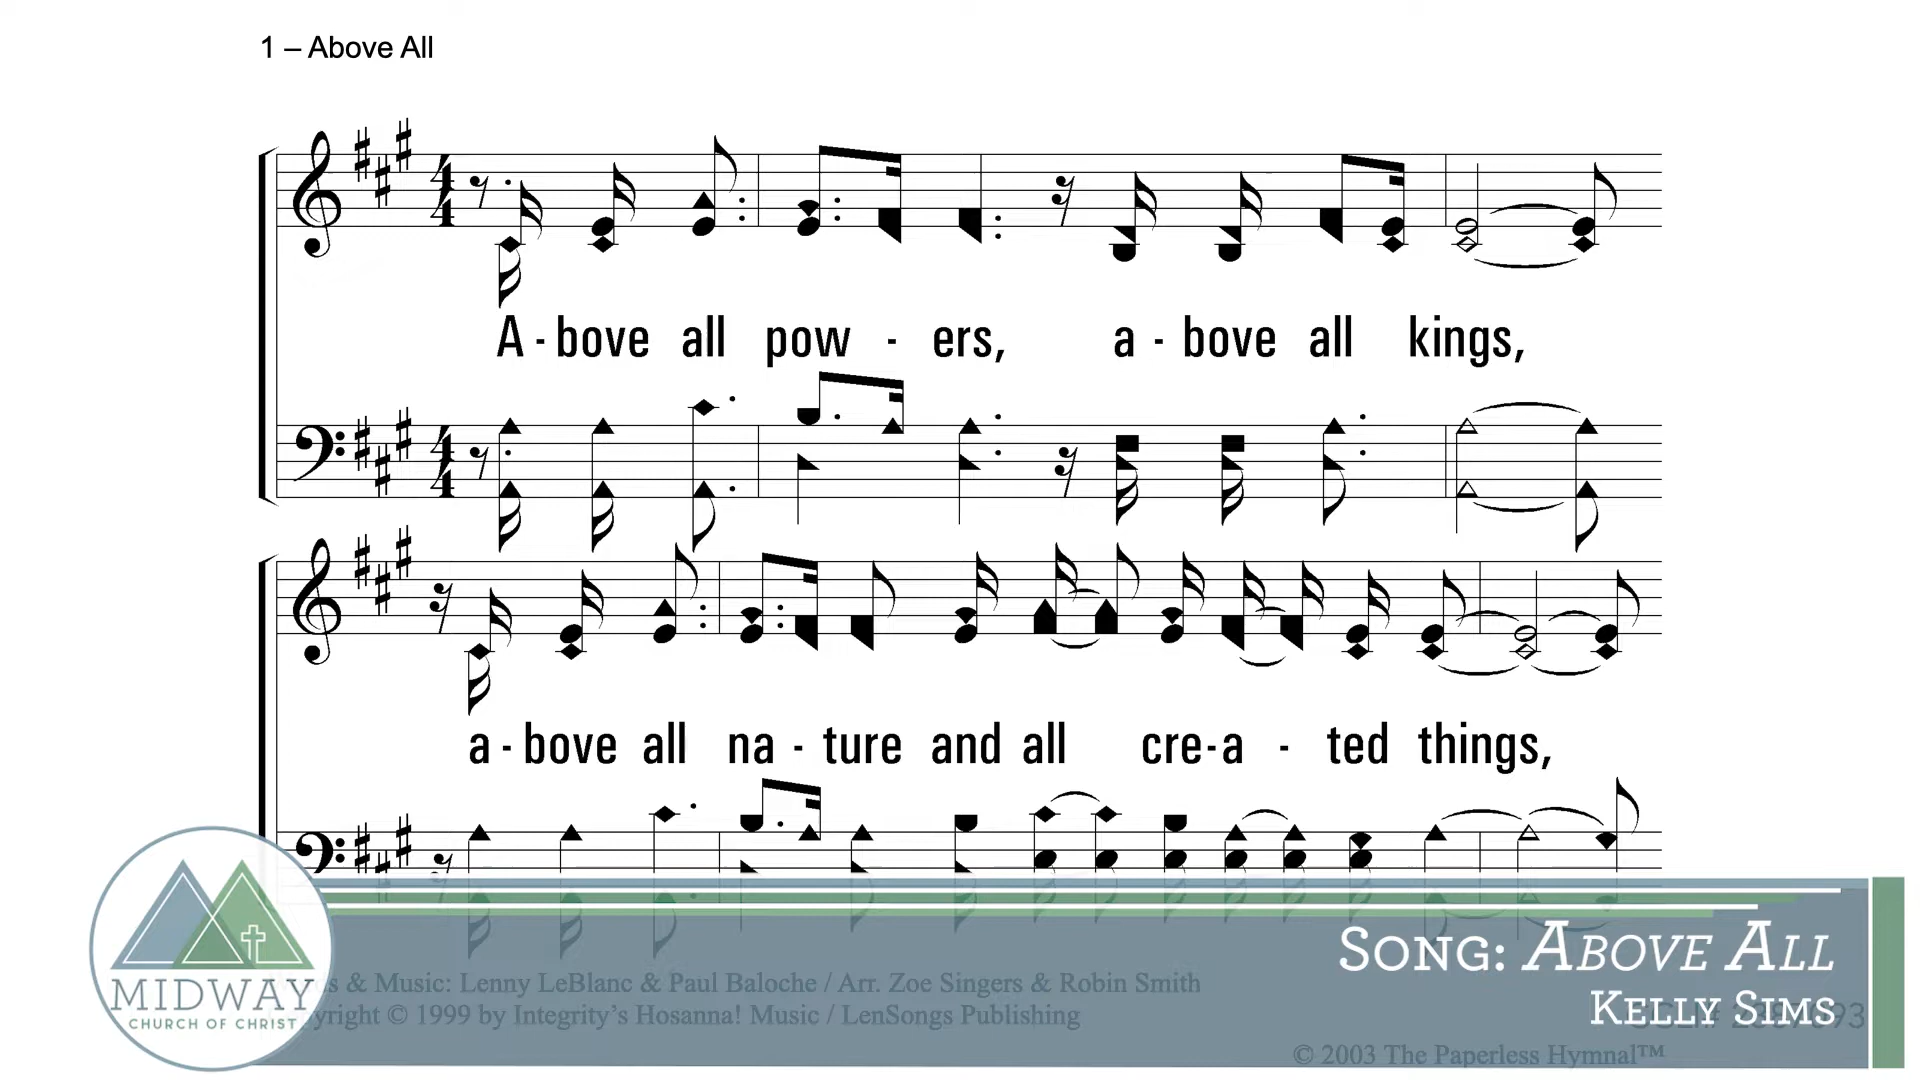 1 – Above All
A - bove all pow - ers, a - bove all kings,
a - bove all na - ture and all cre - a - ted things,
Song: Above All
Kelly Sims
MIDWAY
CHURCH OF CHRIST
& Music: Lenny LeBlanc & Paul Baloche / Arr. Zoe Singers & Robin Smith
© 1999 by Integrity's Hosanna! Music / LenSongs Publishing
© 2003 The Paperless Hymnal™